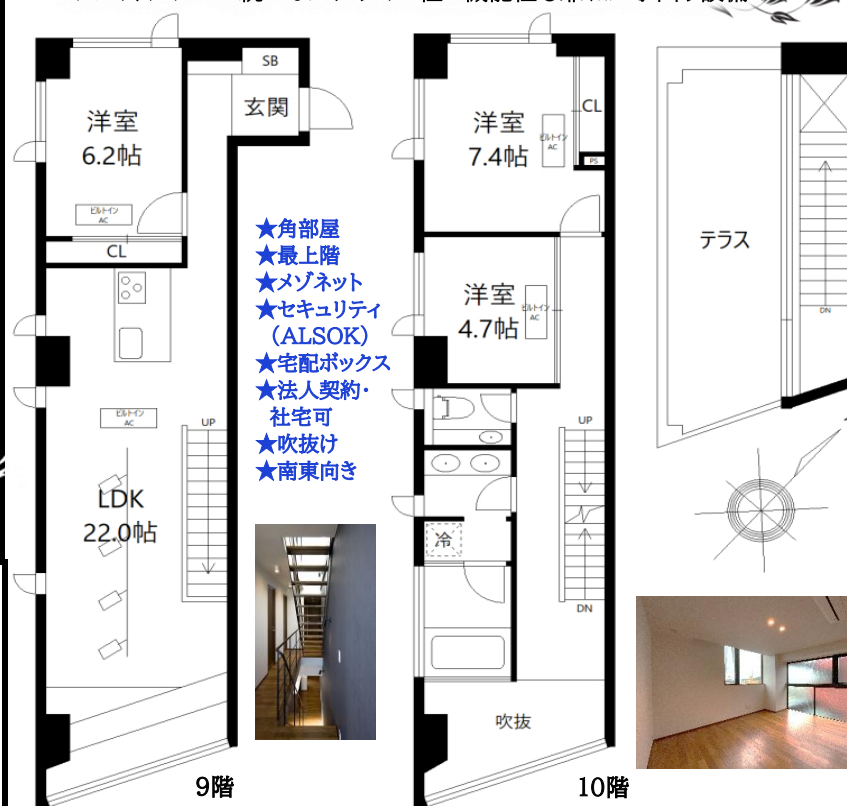 SB
玄関
洋室
6.2帖
ビルトイン
AC
CL
ビルトイン
AC
UP
LDK
22.0帖
9階
★角部屋
★最上階
★メゾネット
★セキュリティ
（ALSOK）
★宅配ボックス
★法人契約・
社宅可
★吹抜け
★南東向き
洋室
7.4帖
ビルトイン
AC
CL
PS
洋室
4.7帖
ビルトイン
AC
UP
冷
DN
吹抜
10階
テラス
DN